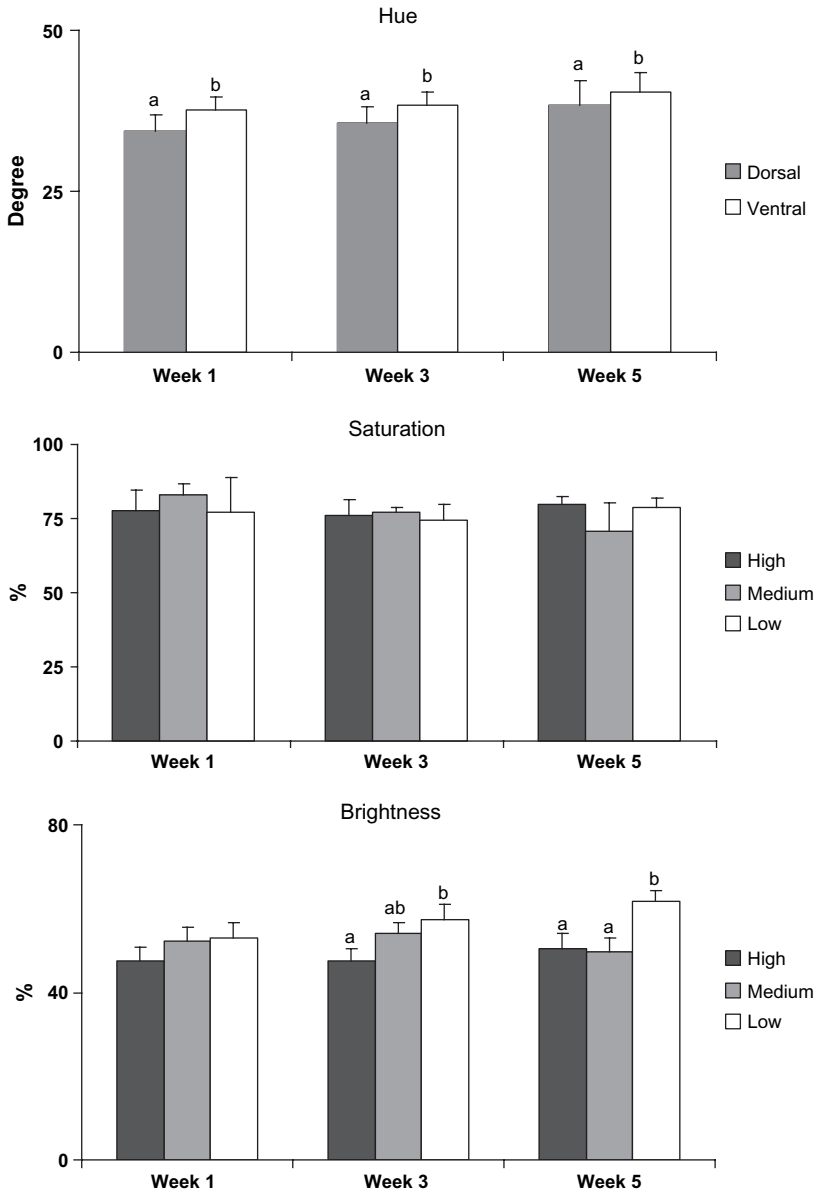 Hue
50
a b a b a b
Degree
25
Dorsal
Ventral
0
Week 1 Week 3 Week 5
Saturation
100
75
%
50
25
High
Medium
Low
0
Week 1 Week 3 Week 5
Brightness
80
a ab b a a b
%
40
High
Medium
Low
0
Week 1 Week 3 Week 5